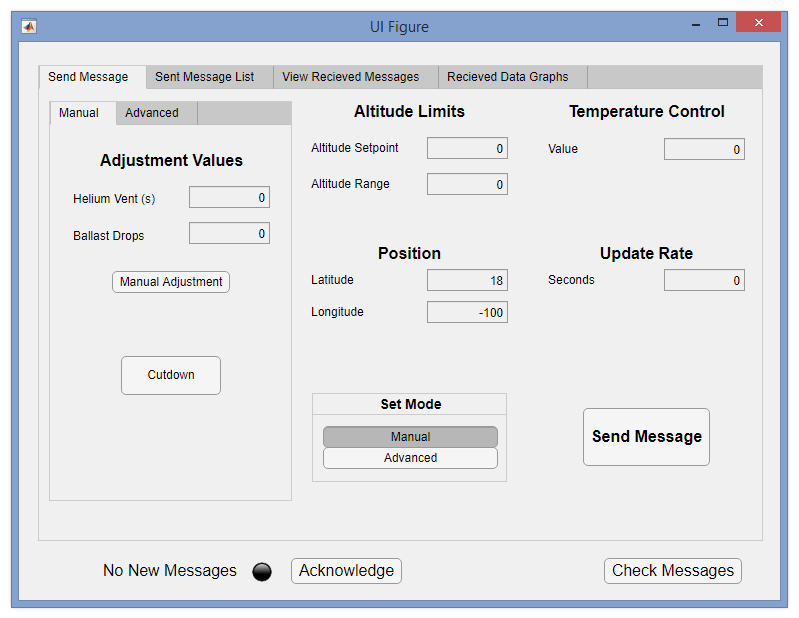 UI Figure
Send Message Sent Message List View Recieved Messages Recieved Data Graphs
Manual Advanced
Adjustment Values
Helium Vent (s) 0
Ballast Drops 0
Manual Adjustment
Cutdown
Altitude Limits
Altitude Setpoint 0
Altitude Range 0
Temperature Control
Value 0
Position
Latitude 18
Longitude -100
Update Rate
Seconds 0
Set Mode
Manual
Advanced
Send Message
No New Messages Acknowledge Check Messages